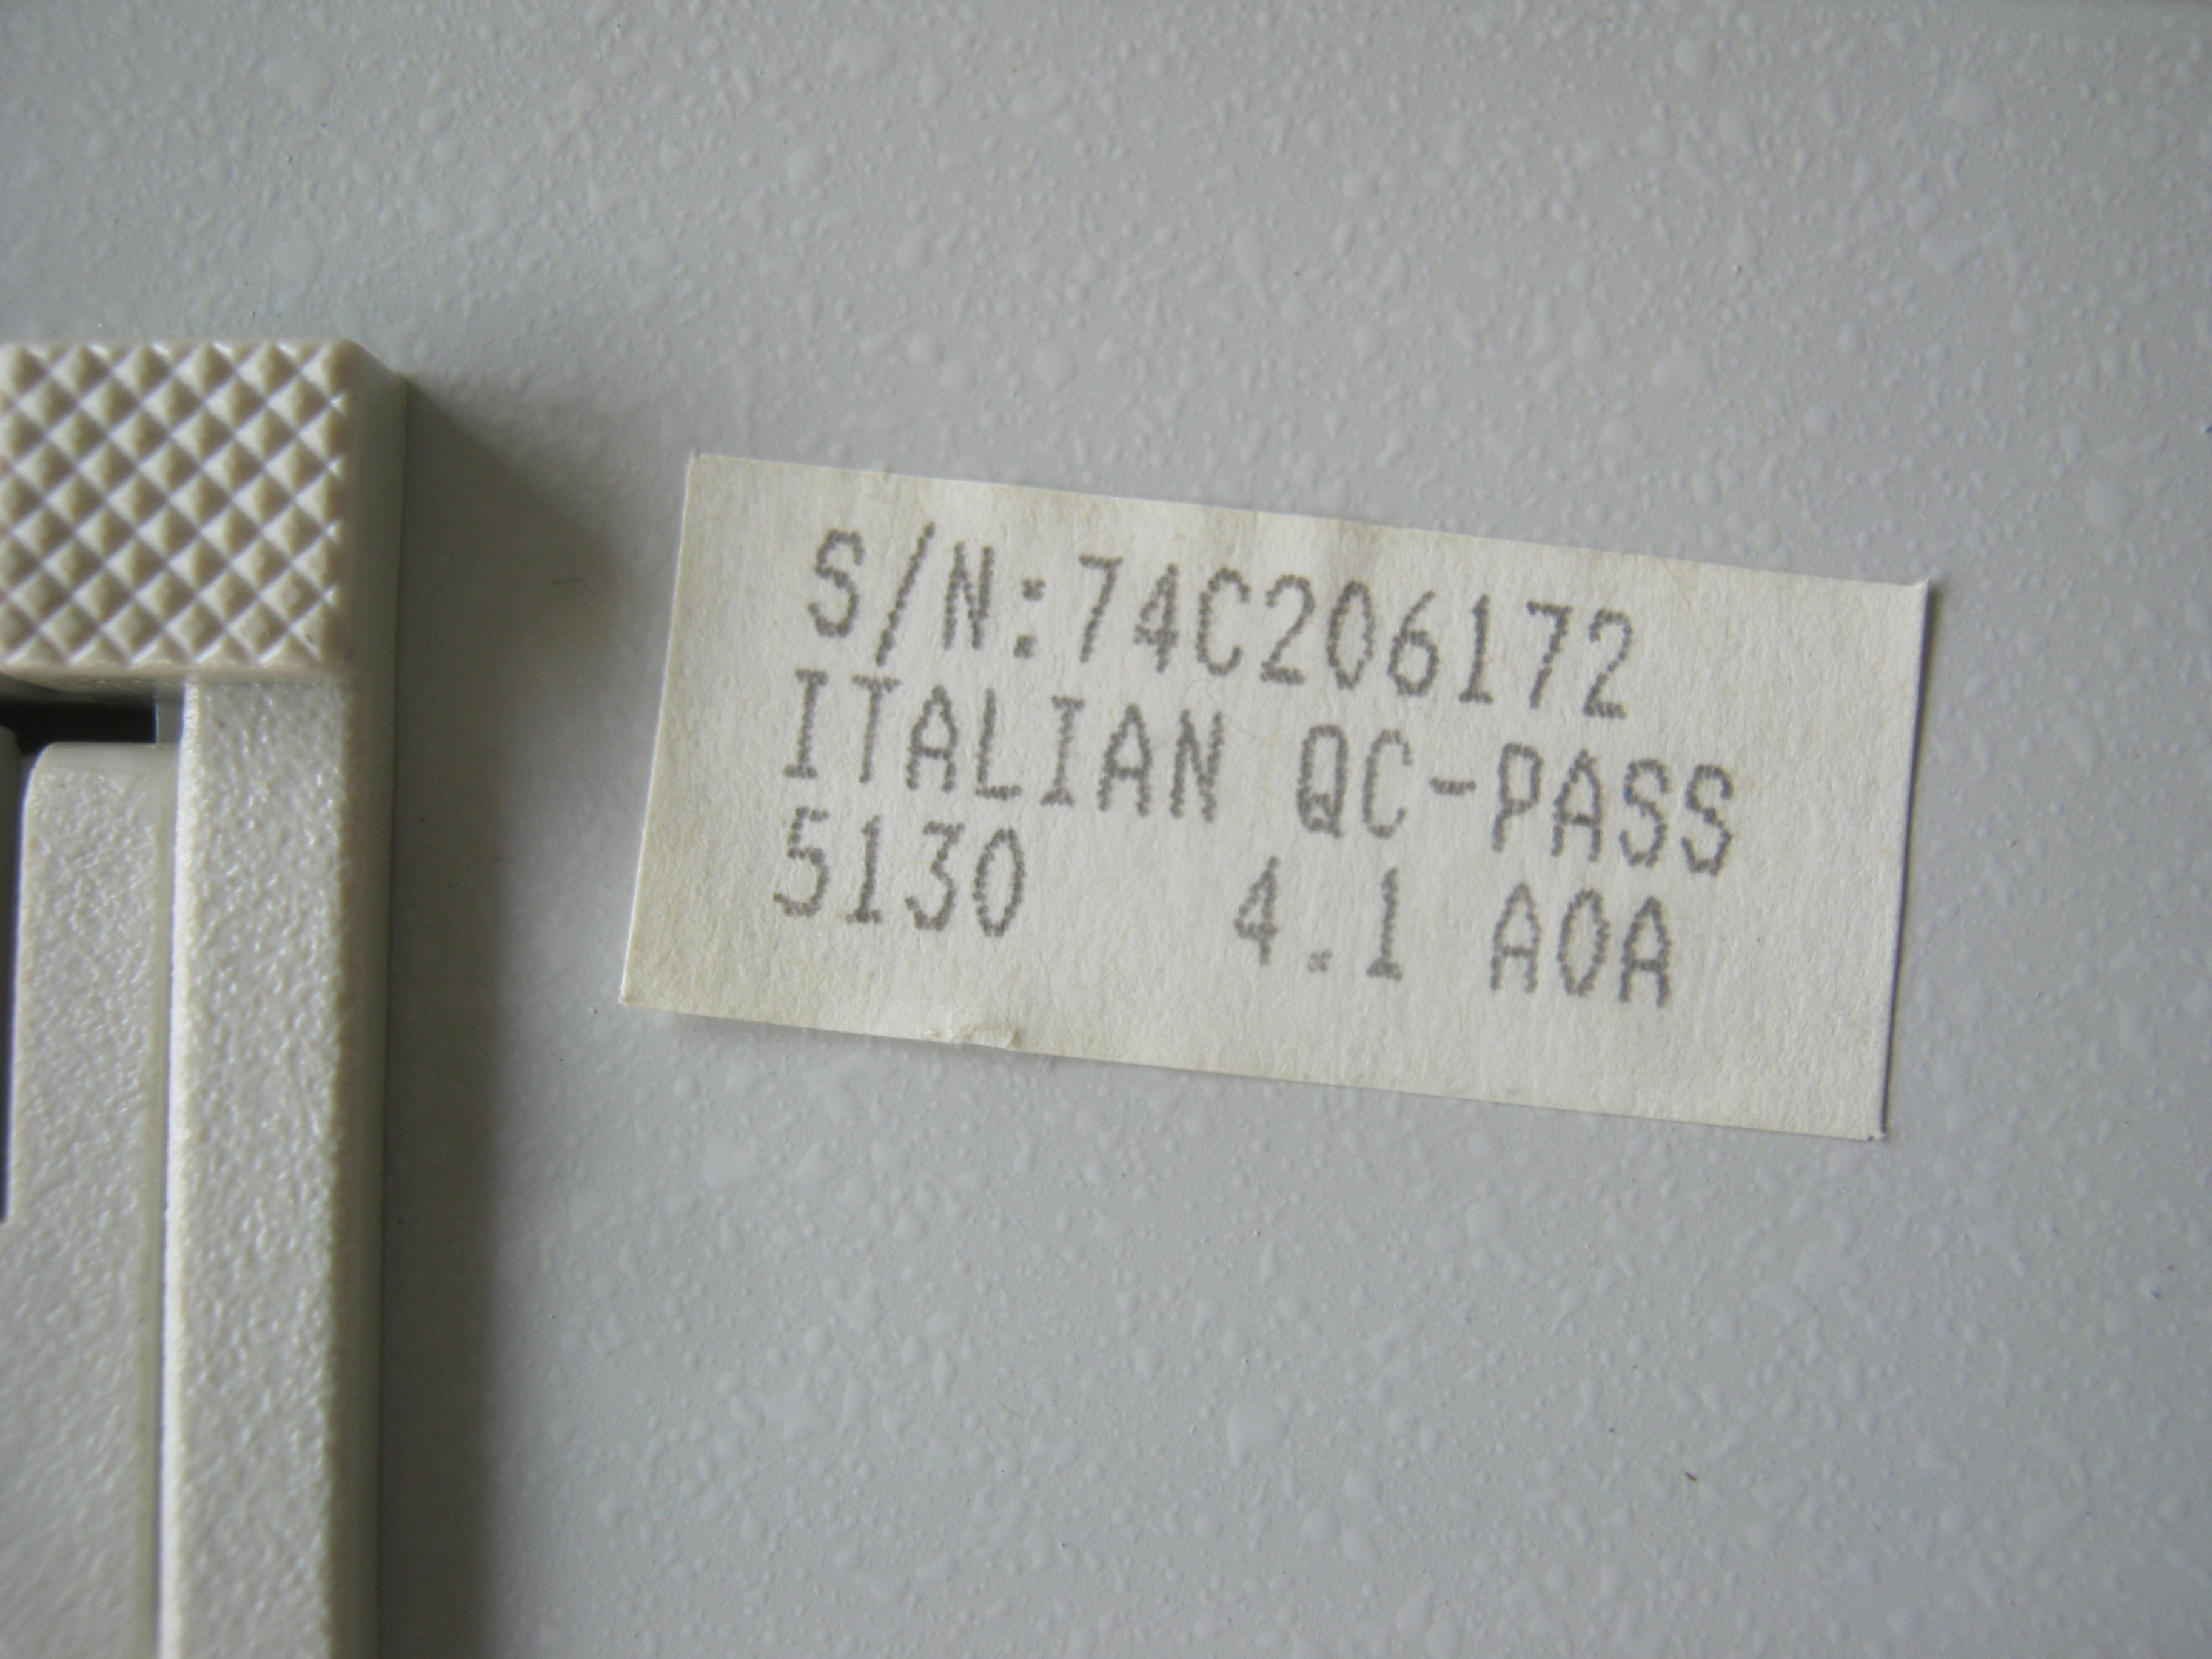 S/N:74C206172
ITALIAN QC-PASS
5130 4.1 A0A